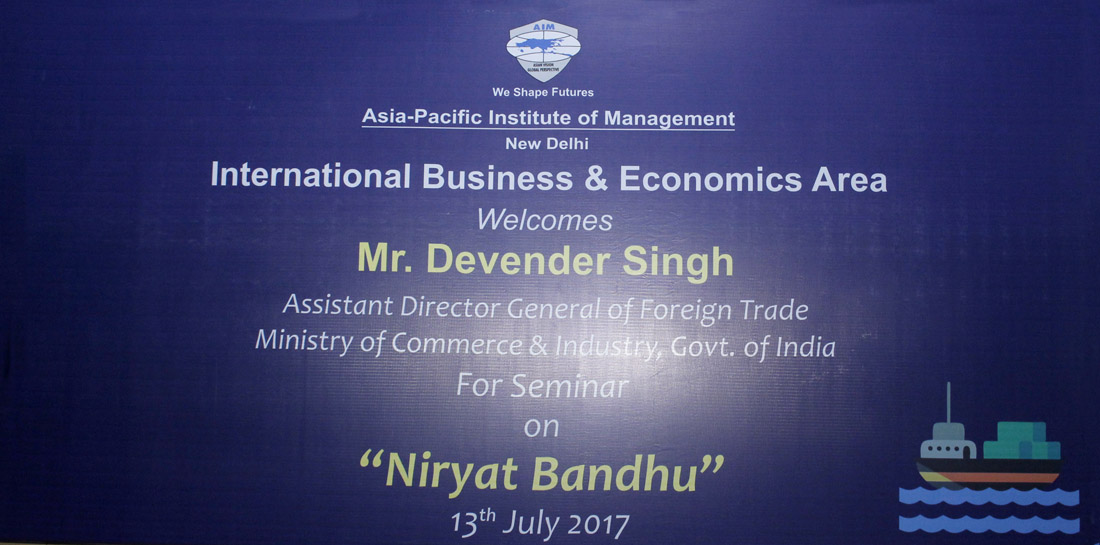 AIM
ASIAN VISION
GLOBAL PERSPECTIVE
We Shape Futures
Asia-Pacific Institute of Management
New Delhi
International Business & Economics Area
Welcomes
Mr. Devender Singh
Assistant Director General of Foreign Trade
Ministry of Commerce & Industry, Govt. of India
For Seminar
on
“Niryat Bandhu”
13th July 2017